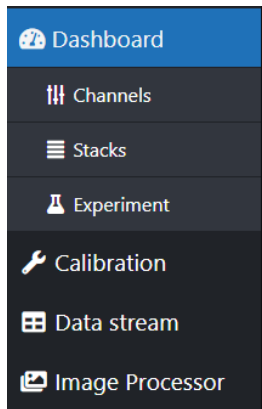 Dashboard
Channels
Stacks
Experiment
Calibration
Data stream
Image Processor